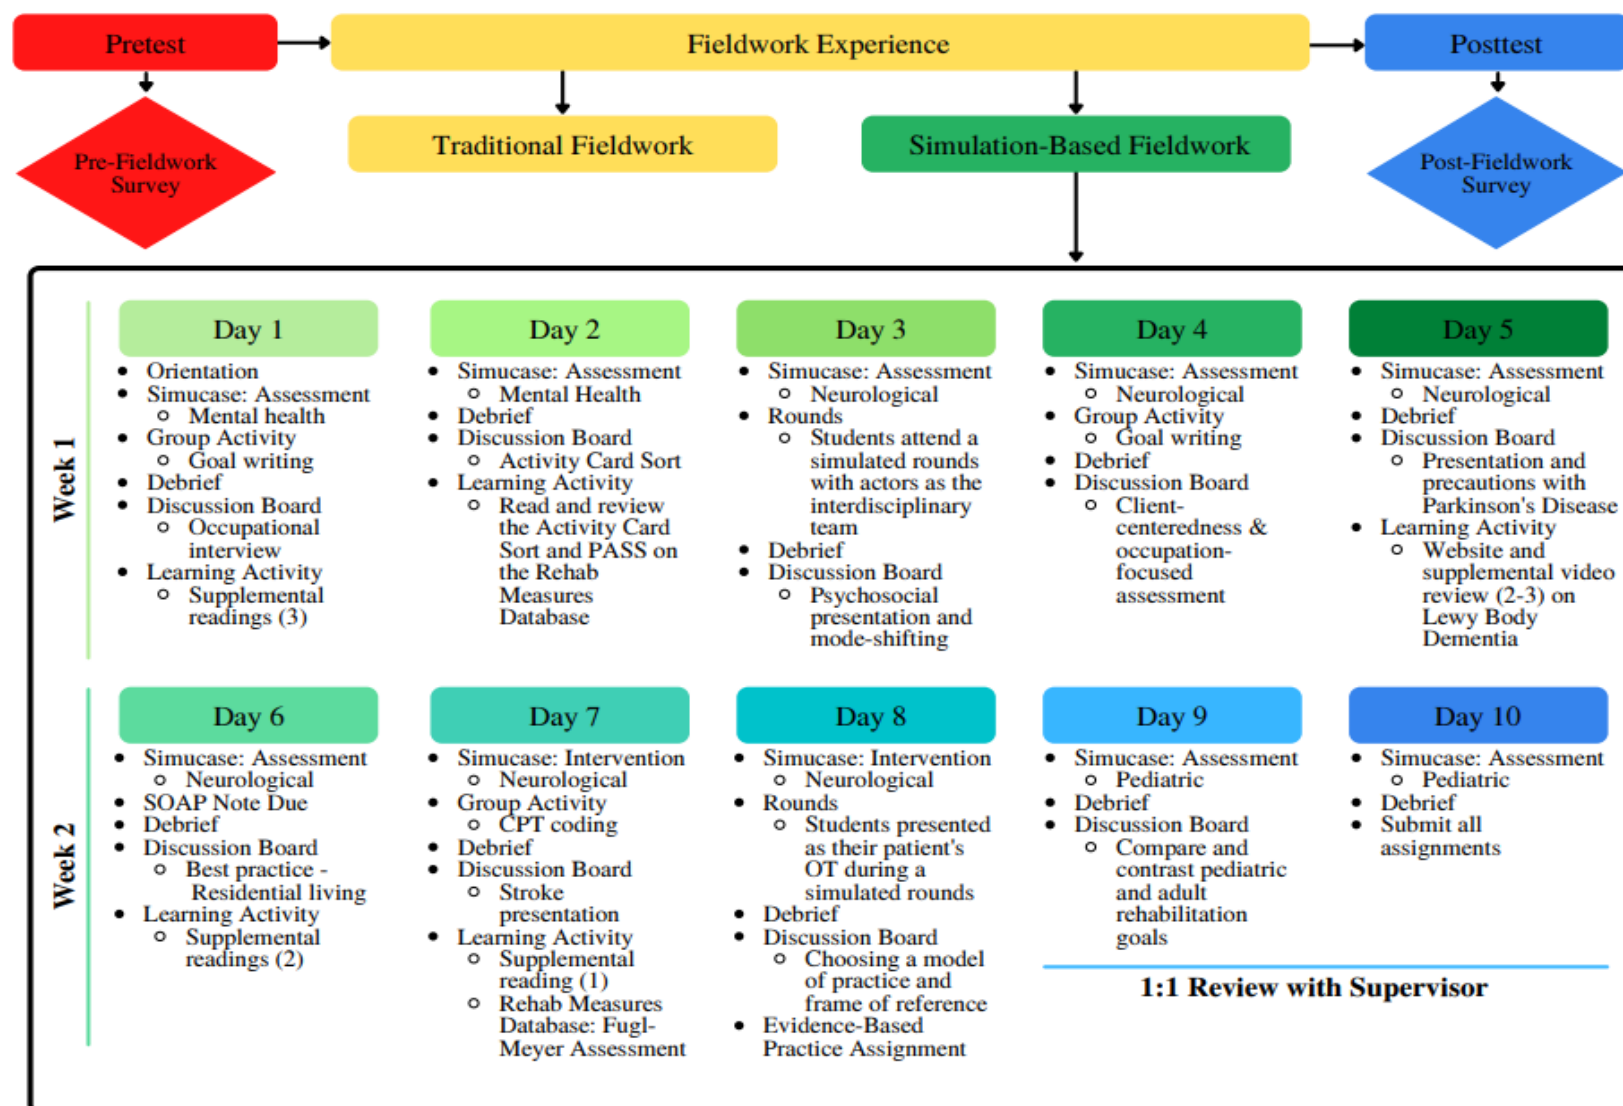 Pretest
Fieldwork Experience
Posttest
Pre-Fieldwork
Survey
Traditional Fieldwork
Simulation-Based Fieldwork
Post-Fieldwork
Survey
Week 1
Day 1
• Orientation
• Simucase: Assessment
○ Mental health
• Group Activity
○ Goal writing
• Debrief
• Discussion Board
○ Occupational
interview
• Learning Activity
○ Supplemental
readings (3)
Day 2
• Simucase: Assessment
○ Mental Health
• Debrief
• Discussion Board
○ Activity Card Sort
• Learning Activity
○ Read and review
the Activity Card
Sort and PASS on
the Rehab
Measures
Database
Day 3
• Simucase: Assessment
○ Neurological
• Rounds
○ Students attend a
simulated rounds
with actors as the
interdisciplinary
team
• Debrief
• Discussion Board
○ Psychosocial
presentation and
mode-shifting
Day 4
• Simucase: Assessment
○ Neurological
• Group Activity
○ Goal writing
• Debrief
• Discussion Board
○ Client-
centeredness &
occupation-
focused
assessment
Day 5
• Simucase: Assessment
○ Neurological
• Debrief
• Discussion Board
○ Presentation and
precautions with
Parkinson's Disease
• Learning Activity
○ Website and
supplemental video
review (2-3) on
Lewy Body
Dementia
Week 2
Day 6
• Simucase: Assessment
○ Neurological
• SOAP Note Due
• Debrief
• Discussion Board
○ Best practice -
Residential living
• Learning Activity
○ Supplemental
readings (2)
Day 7
• Simucase: Intervention
○ Neurological
• Group Activity
○ CPT coding
• Debrief
• Discussion Board
○ Stroke
presentation
• Learning Activity
○ Supplemental
reading (1)
○ Rehab Measures
Database: Fugl-
Meyer Assessment
Day 8
• Simucase: Intervention
○ Neurological
• Rounds
○ Students presented
as their patient's
OT during a
simulated rounds
• Debrief
• Discussion Board
○ Choosing a model
of practice and
frame of reference
• Evidence-Based
Practice Assignment
Day 9
• Simucase: Assessment
○ Pediatric
• Debrief
• Discussion Board
○ Compare and
contrast pediatric
and adult
rehabilitation
goals
Day 10
• Simucase: Assessment
○ Pediatric
• Debrief
• Submit all
assignments
1:1 Review with Supervisor